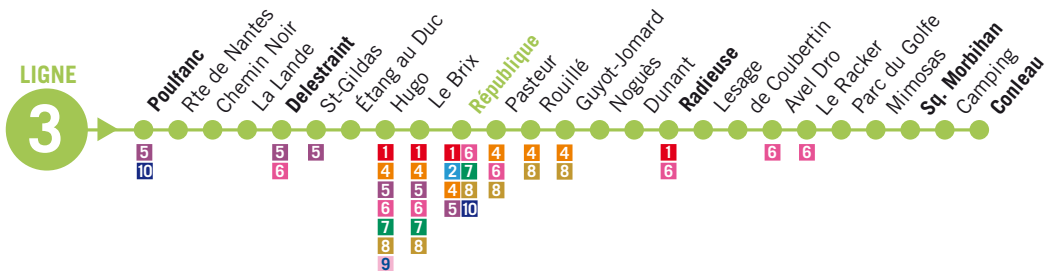 LIGNE
3
Poulfanc
Rte de Nantes
Chemin Noir
La Lande
Delestraint
St-Gildas
Étang au Duc
Hugo
Le Brix
République
Pasteur
Rouillé
Guyot-Jomard
Noguès
Dunant
Radieuse
Lesage
de Coubertin
Avel Dro
Le Racker
Parc du Golfe
Mimosas
Sq. Morbihan
Camping
Conleau
5 5 5 1 1 1 6 4 4 4 1 6 6
10 6 4 4 2 7 6 8 8 6
5 5 4 8 8
6 6 5 10
7 7
8 8
9